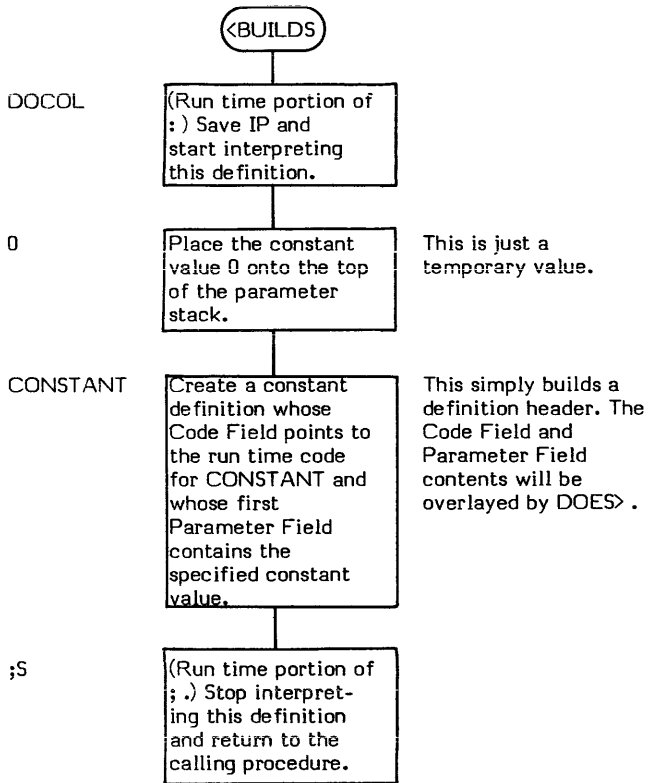 <BUILDS
DOCOL
(Run time portion of
: ) Save IP and
start interpreting
this definition.
0
Place the constant
value 0 onto the top
of the parameter
stack.
This is just a
temporary value.
CONSTANT
Create a constant
definition whose
Code Field points to
the run time code
for CONSTANT and
whose first
Parameter Field
contains the
specified constant
value.
This simply builds a
definition header. The
Code Field and
Parameter Field
contents will be
overlayed by DOES> .
;S
(Run time portion of
; .) Stop interpret-
ing this definition
and return to the
calling procedure.